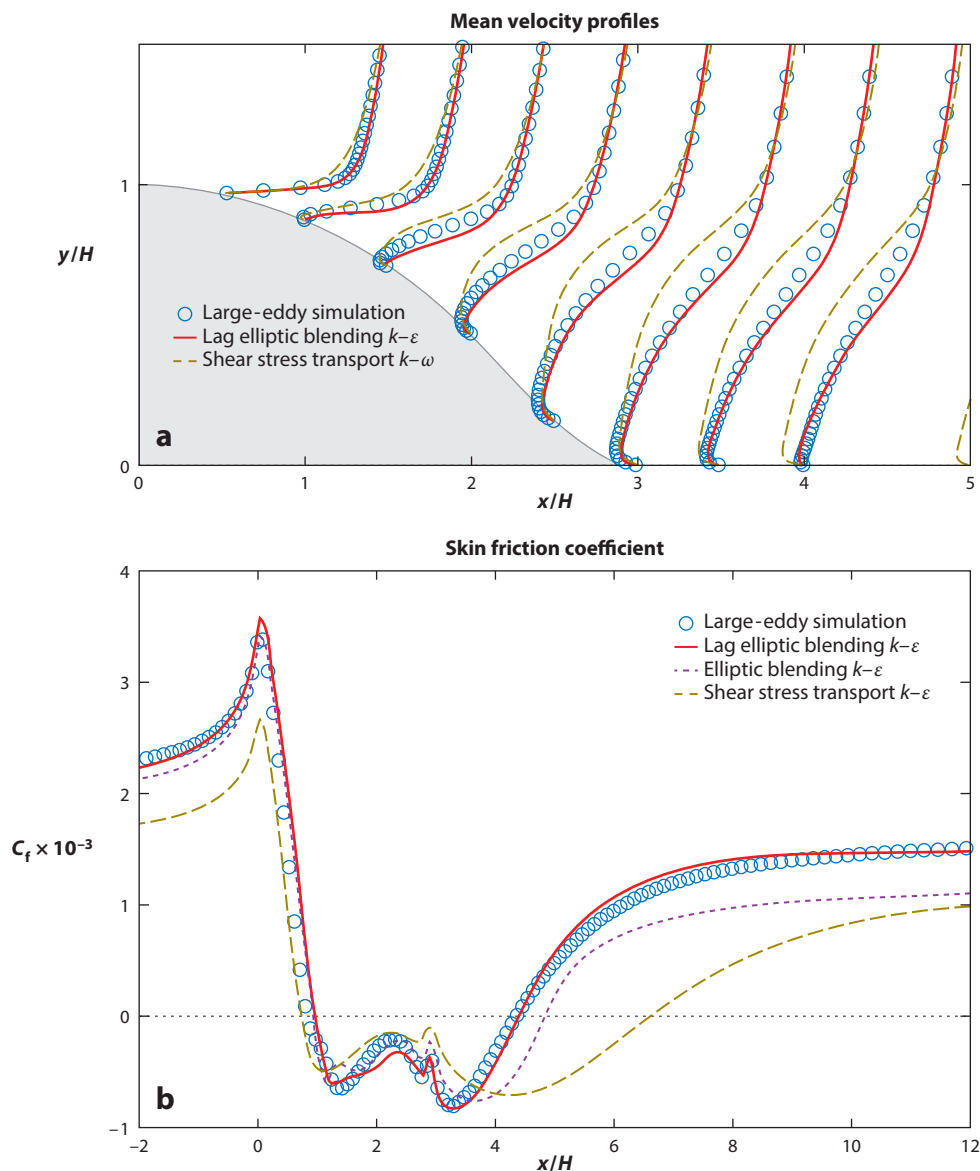 Mean velocity profiles
1
y/H
Large-eddy simulation
Lag elliptic blending k–ε
Shear stress transport k–ω
a
0
0 1 2 3 4 5
x/H
Skin friction coefficient
4
Large-eddy simulation
Lag elliptic blending k–ε
Elliptic blending k–ε
Shear stress transport k–ε
3
2
Cf × 10–3
1
0
b
–1
–2 0 2 4 6 8 10 12
x/H